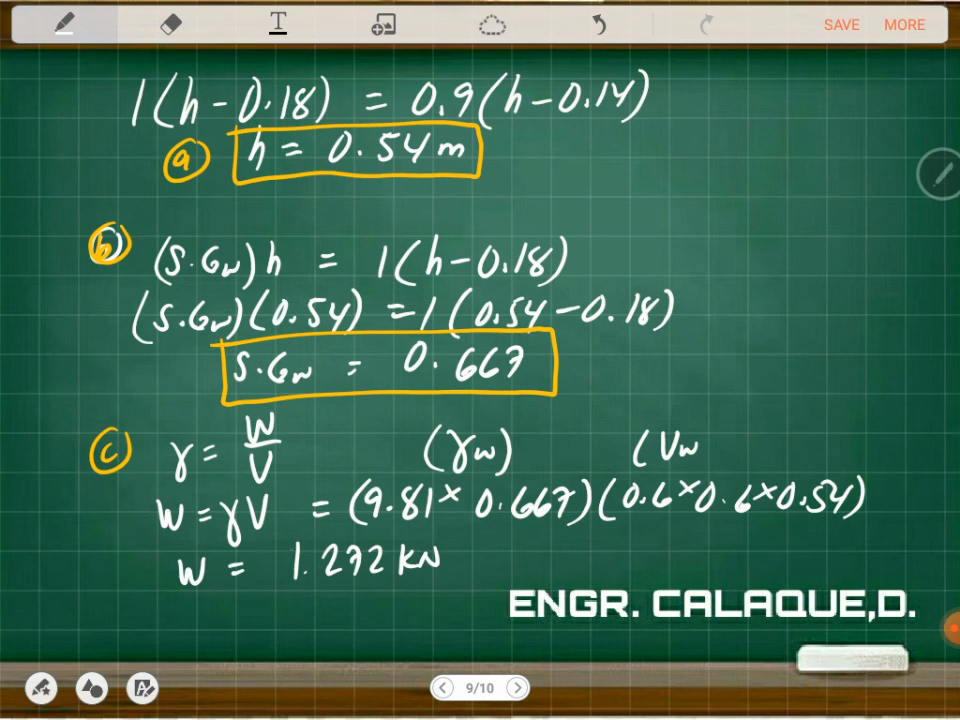 T SAVE MORE
1(h-0.18) = 0.9(h-0.14)
a h = 0.54m
b) (S.Gw)h = 1(h-0.18)
(S.Gw)(0.54) = 1(0.54-0.18)
S.Gw = 0.667
c γ = W/V (γw) (Vw
W = γV = (9.81 × 0.667)(0.6×0.6×0.54)
W = 1.272 KN
ENGR. CALAQUE,D.
9/10